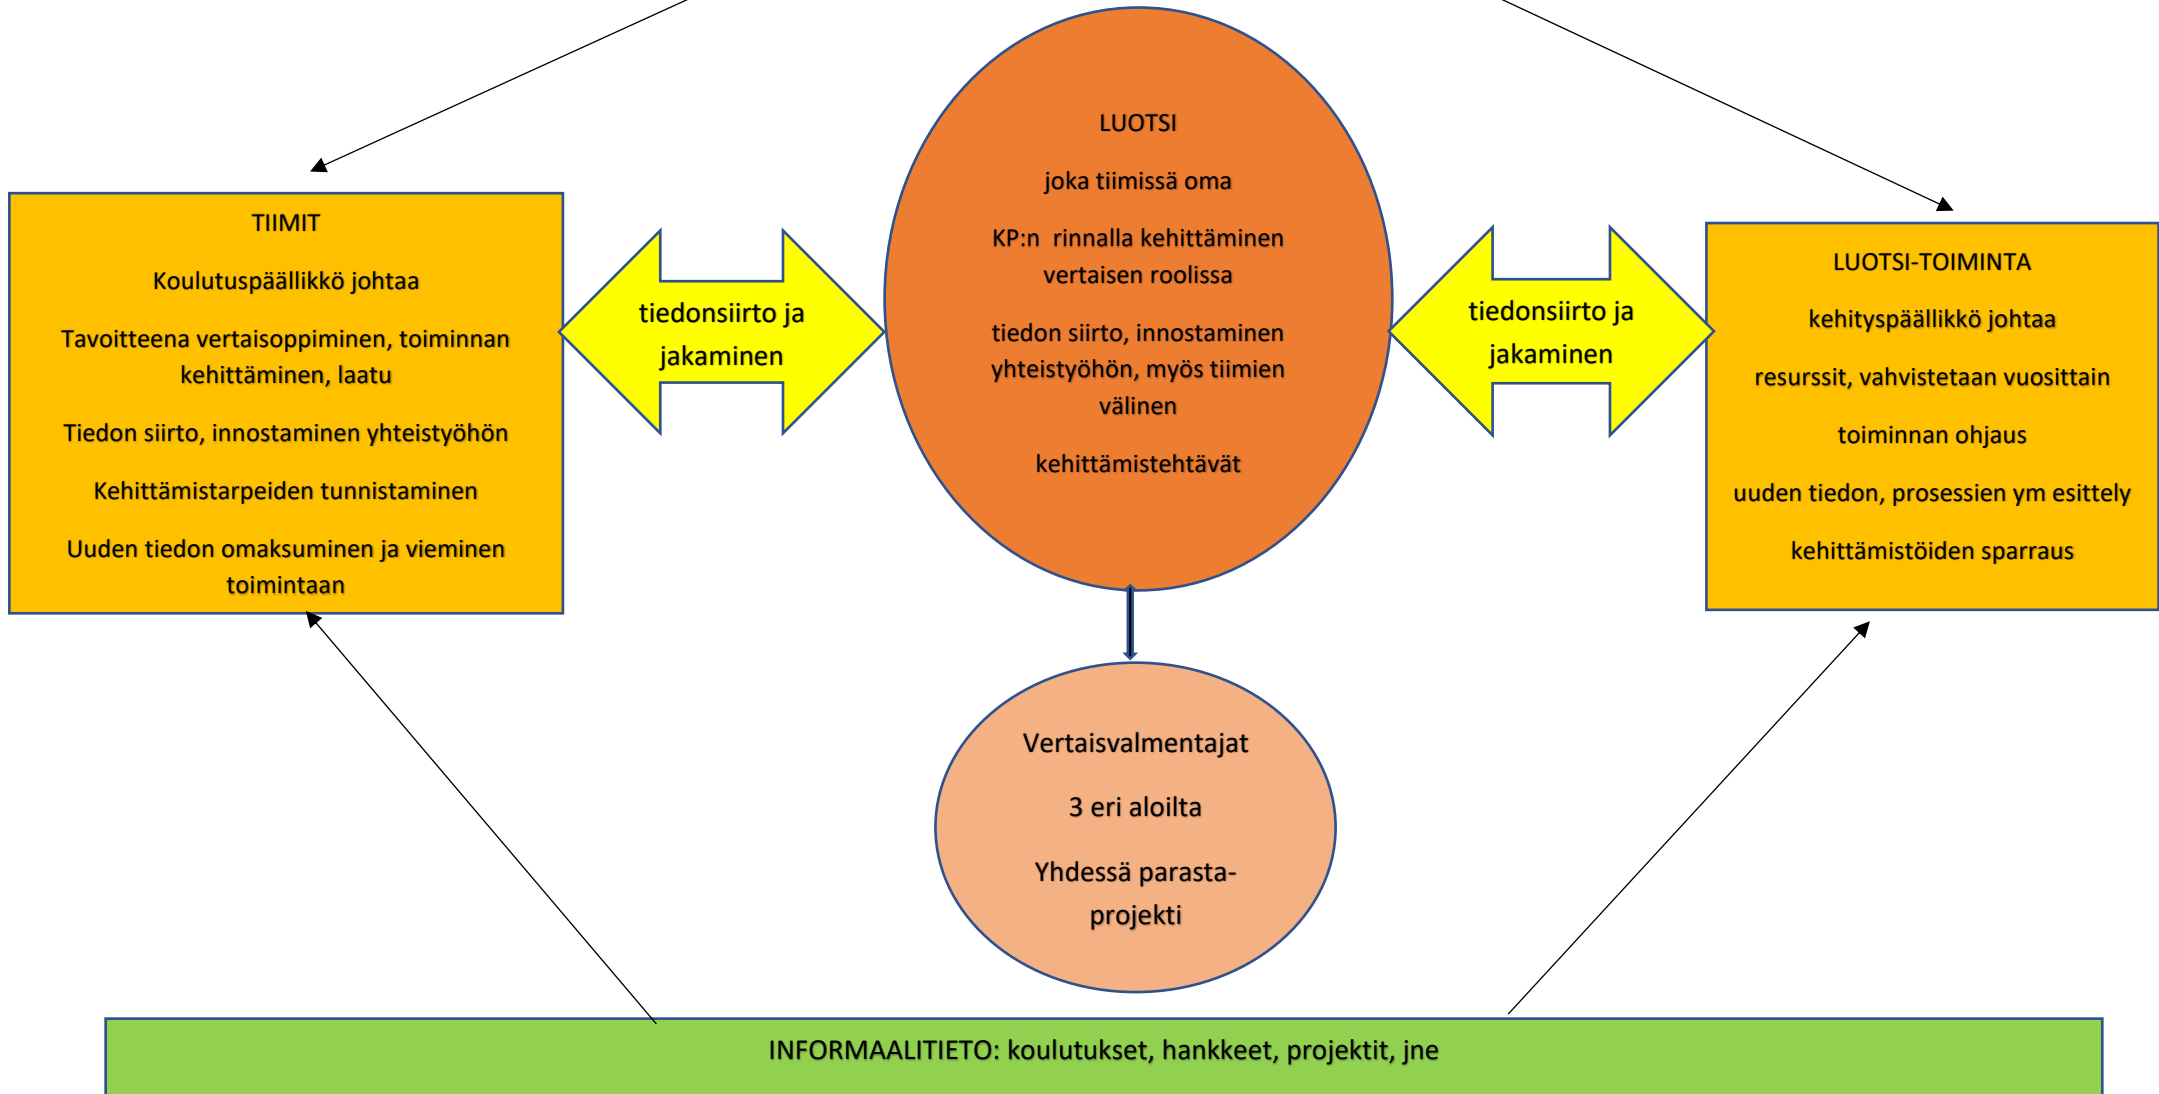 TIIMIT
Koulutuspäällikkö johtaa
Tavoitteena vertaisoppiminen, toiminnan
kehittäminen, laatu
Tiedon siirto, innostaminen yhteistyöhön
Kehittämistarpeiden tunnistaminen
Uuden tiedon omaksuminen ja vieminen
toimintaan
tiedonsiirto ja
jakaminen
LUOTSI
joka tiimissä oma
KP:n rinnalla kehittäminen
vertaisen roolissa
tiedon siirto, innostaminen
yhteistyöhön, myös tiimien
välinen
kehittämistehtävät
tiedonsiirto ja
jakaminen
LUOTSI-TOIMINTA
kehityspäällikkö johtaa
resurssit, vahvistetaan vuosittain
toiminnan ohjaus
uuden tiedon, prosessien ym esittely
kehittämistöiden sparraus
Vertaisvalmentajat
3 eri aloilta
Yhdessä parasta-
projekti
INFORMAALITIETO: koulutukset, hankkeet, projektit, jne